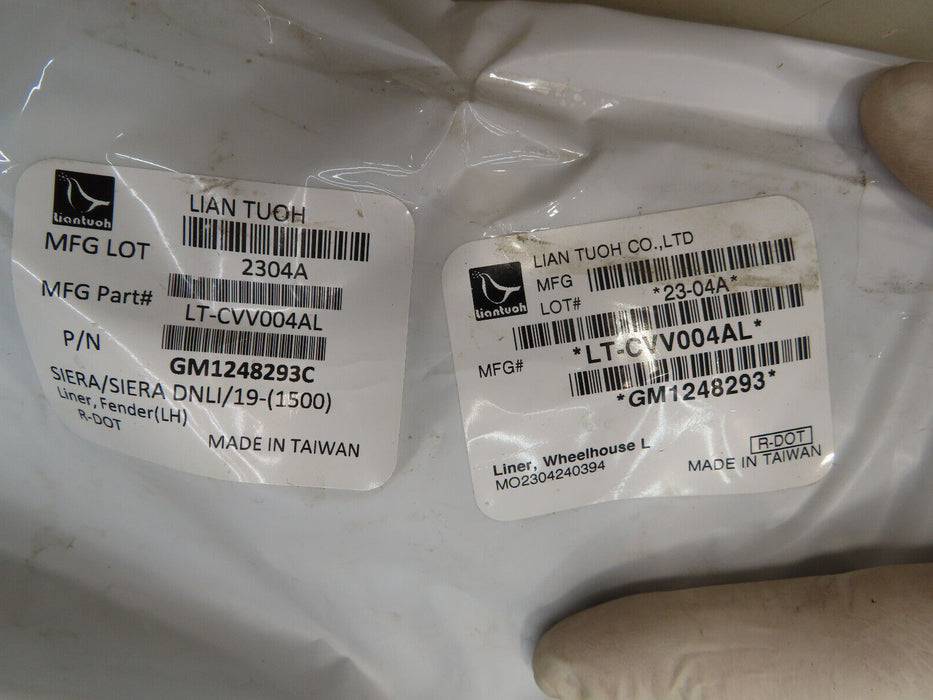 Liantuoh
LIAN TUOH
MFG LOT
2304A
MFG Part#
LT-CVV004AL
P/N
GM1248293C
SIERA/SIERA DNLI/19-(1500)
Liner, Fender(LH)
R-DOT
MADE IN TAIWAN
Liantuoh
LIAN TUOH CO.,LTD
MFG
LOT#
*23-04A*
MFG#
*LT-CVV004AL*
*GM1248293*
Liner, Wheelhouse L
MO2304240394
R-DOT
MADE IN TAIWAN